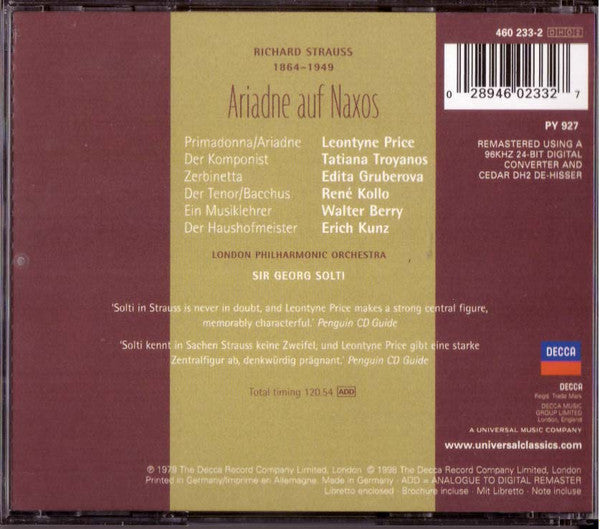 460 233-2 OHOE
RICHARD STRAUSS
1864–1949
Ariadne auf Naxos
0 28946 02332 7
PY 927
REMASTERED USING A
96KHZ 24-BIT DIGITAL
CONVERTER AND
CEDAR DH2 DE-HISSER
Primadonna/Ariadne Leontyne Price
Der Komponist Tatiana Troyanos
Zerbinetta Edita Gruberova
Der Tenor/Bacchus René Kollo
Ein Musiklehrer Walter Berry
Der Haushofmeister Erich Kunz
LONDON PHILHARMONIC ORCHESTRA
SIR GEORG SOLTI
‘Solti in Strauss is never in doubt, and Leontyne Price makes a strong central figure,
memorably characterful.’ Penguin CD Guide
‘Solti kennt in Sachen Strauss keine Zweifel, und Leontyne Price gibt eine starke
Zentralfigur ab, denkwürdig prägnant.’ Penguin CD Guide
Total timing 120.54 ADD
DECCA
DECCA
Regd. Trade Mark
DECCA MUSIC
GROUP LIMITED
London, England
A UNIVERSAL MUSIC COMPANY
www.universalclassics.com
℗ 1979 The Decca Record Company Limited, London © 1998 The Decca Record Company Limited, London
Printed in Germany/Imprimé en Allemagne. Made in Germany - ADD = ANALOGUE TO DIGITAL REMASTER
Libretto enclosed · Brochure incluse · Mit Libretto · Note incluse